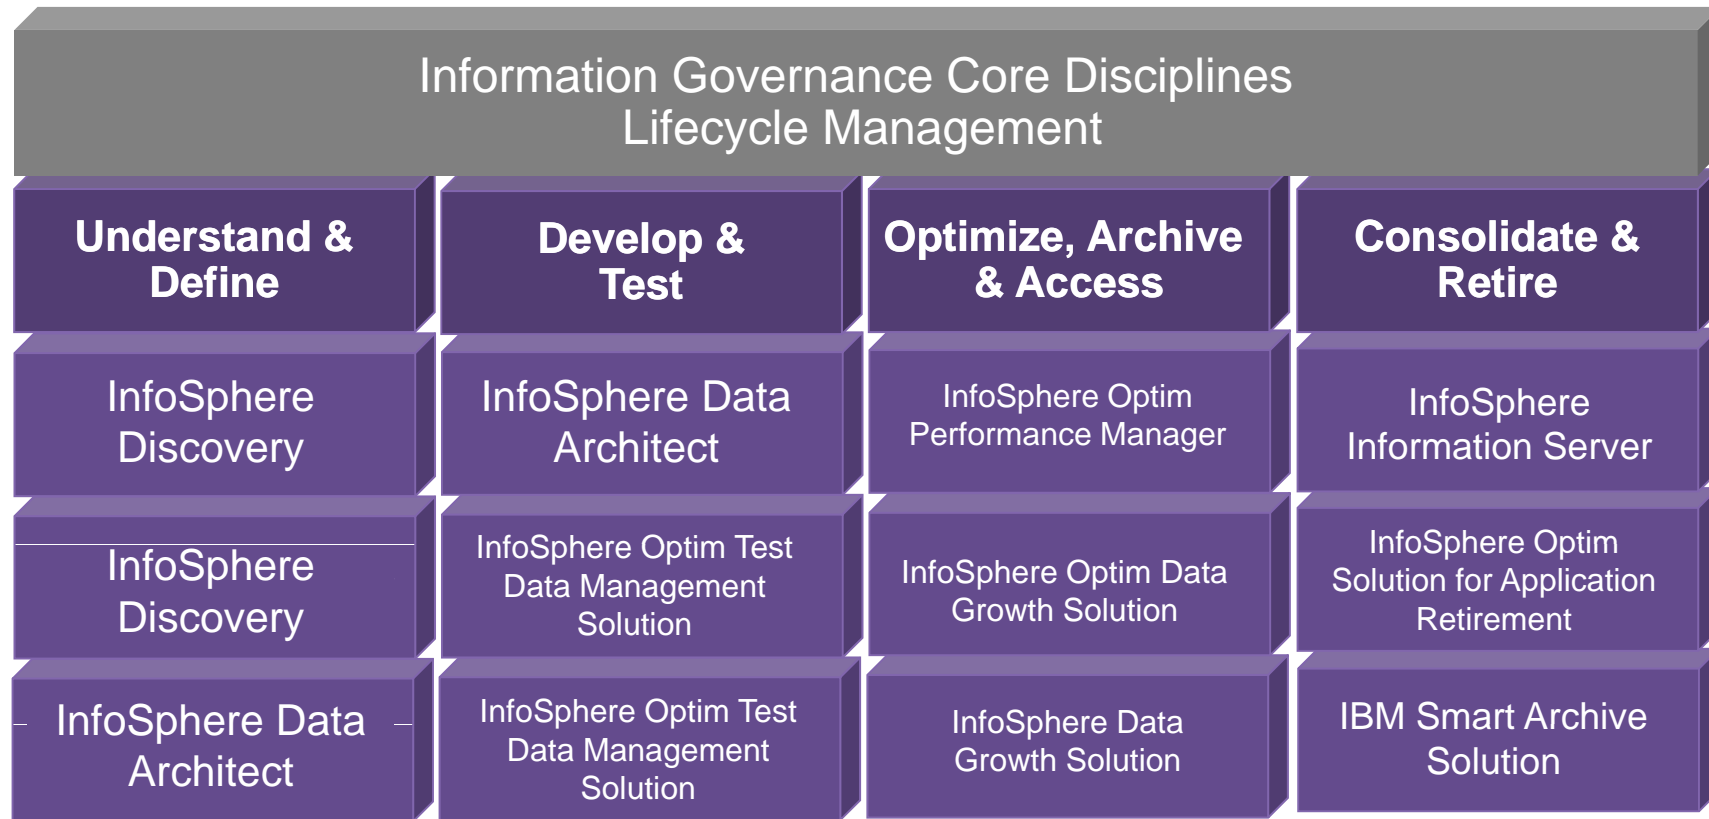 Information Governance Core Disciplines
Lifecycle Management
Understand &
Define
Develop &
Test
Optimize, Archive
& Access
Consolidate &
Retire
InfoSphere
Discovery
InfoSphere Data
Architect
InfoSphere Optim
Performance Manager
InfoSphere
Information Server
InfoSphere
Discovery
InfoSphere Optim Test
Data Management
Solution
InfoSphere Optim Data
Growth Solution
InfoSphere Optim
Solution for Application
Retirement
InfoSphere Data
Architect
InfoSphere Optim Test
Data Management
Solution
InfoSphere Data
Growth Solution
IBM Smart Archive
Solution